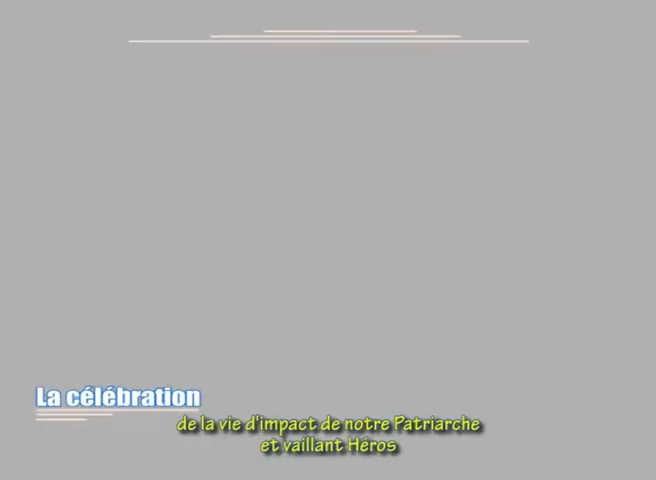 La célébration
de la vie d'impact de notre Patriarche
et vaillant Héros